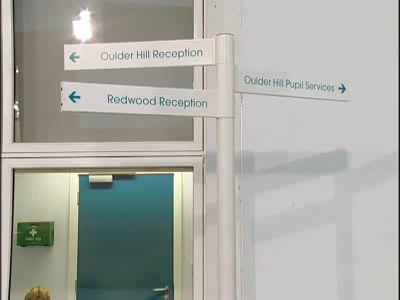 ← Oulder Hill Reception
← Redwood Reception
Oulder Hill Pupil Services →